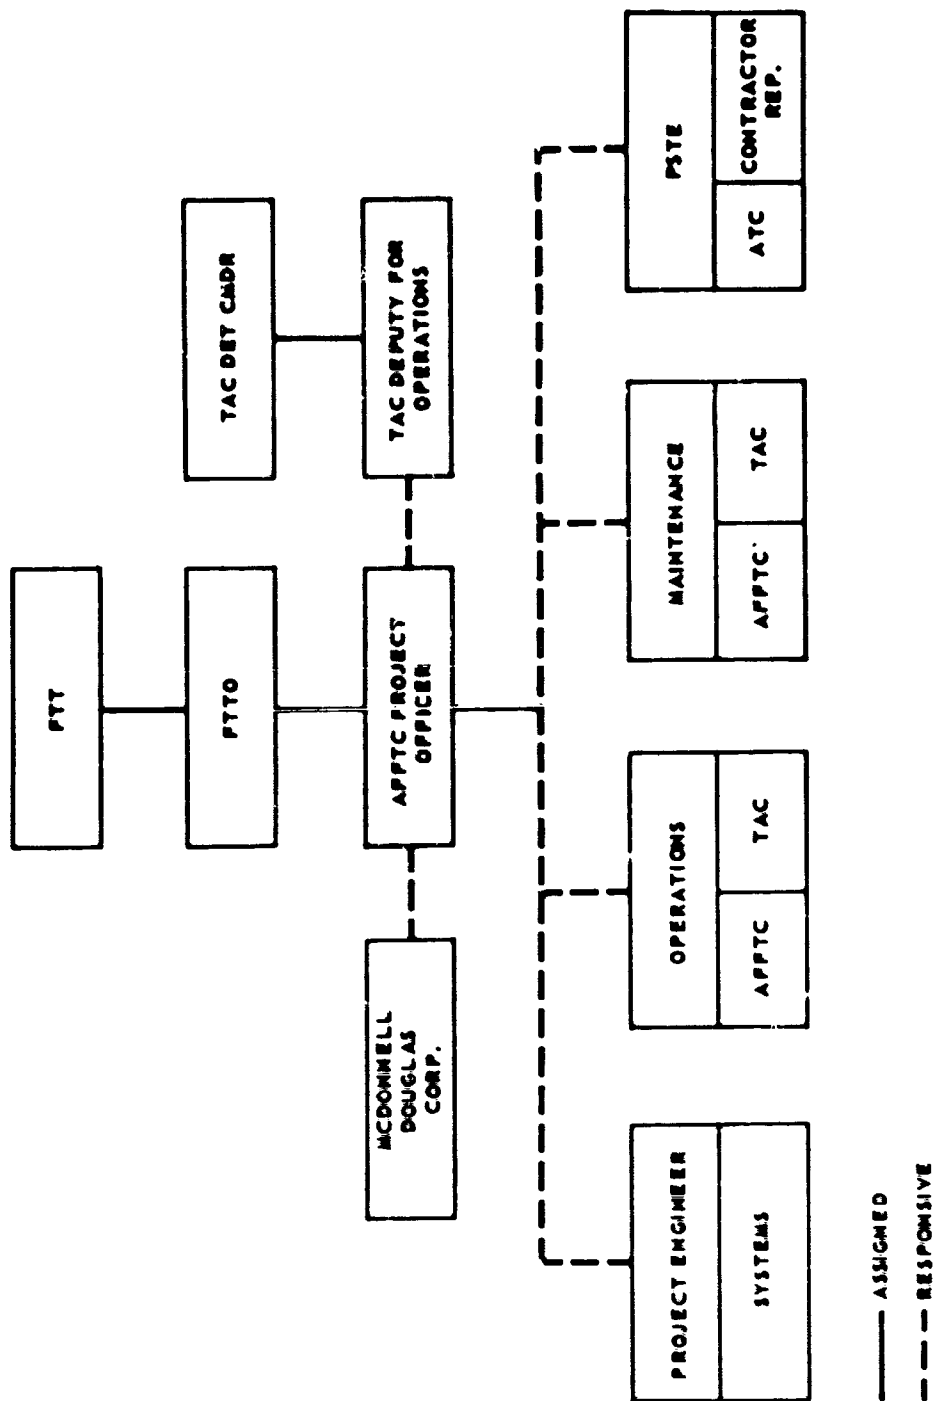 FTT
FTTO
TAC DET CMDR
MCDONNELL
DOUGLAS
CORP.
AFFTC PROJECT
OFFICER
TAC DEPUTY FOR
OPERATIONS
PROJECT ENGINEER
SYSTEMS
OPERATIONS
AFFTC
TAC
MAINTENANCE
AFFTC
TAC
PSTE
ATC
CONTRACTOR
REP.
ASSIGNED
RESPONSIVE